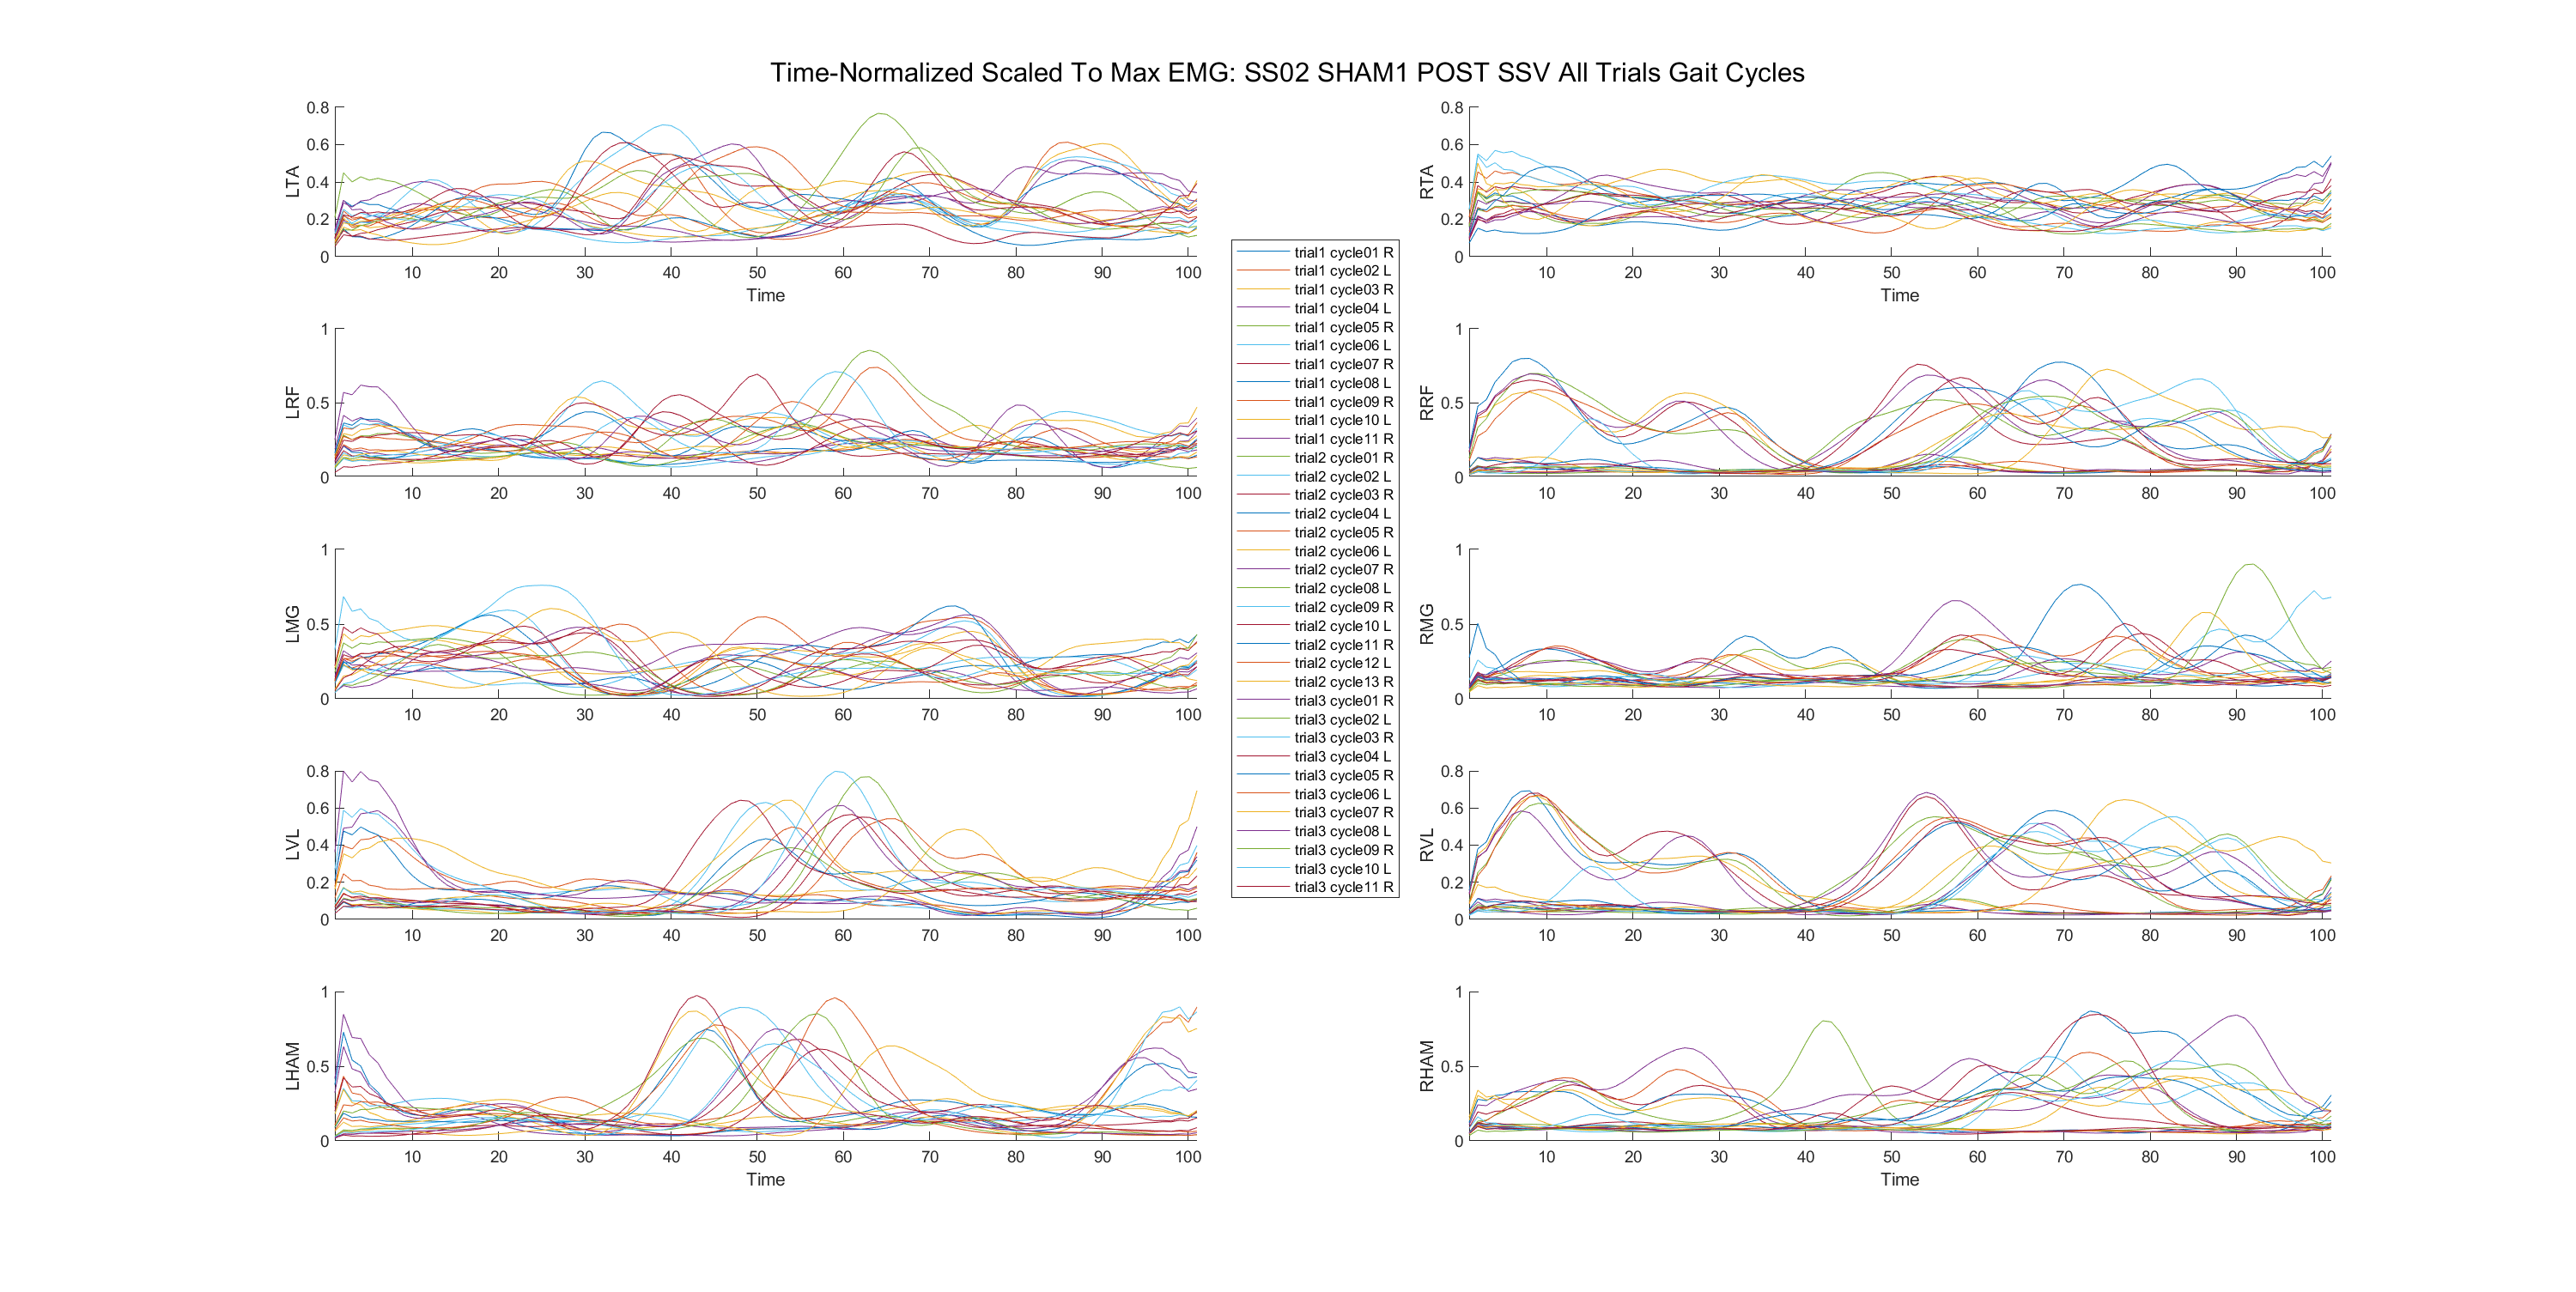 Time-Normalized Scaled To Max EMG: SS02 SHAM1 POST SSV All Trials Gait Cycles
LTA
0.8
0.6
0.4
0.2
0
10 20 30 40 50 60 70 80 90 100
Time
LRF
1
0.5
0
10 20 30 40 50 60 70 80 90 100
LMG
1
0.5
0
10 20 30 40 50 60 70 80 90 100
LVL
0.8
0.6
0.4
0.2
0
10 20 30 40 50 60 70 80 90 100
LHAM
1
0.5
0
10 20 30 40 50 60 70 80 90 100
Time
trial1 cycle01 R
trial1 cycle02 L
trial1 cycle03 R
trial1 cycle04 L
trial1 cycle05 R
trial1 cycle06 L
trial1 cycle07 R
trial1 cycle08 L
trial1 cycle09 R
trial1 cycle10 L
trial1 cycle11 R
trial2 cycle01 R
trial2 cycle02 L
trial2 cycle03 R
trial2 cycle04 L
trial2 cycle05 R
trial2 cycle06 L
trial2 cycle07 R
trial2 cycle08 L
trial2 cycle09 R
trial2 cycle10 L
trial2 cycle11 R
trial2 cycle12 L
trial2 cycle13 R
trial3 cycle01 R
trial3 cycle02 L
trial3 cycle03 R
trial3 cycle04 L
trial3 cycle05 R
trial3 cycle06 L
trial3 cycle07 R
trial3 cycle08 L
trial3 cycle09 R
trial3 cycle10 L
trial3 cycle11 R
RTA
0.8
0.6
0.4
0.2
0
10 20 30 40 50 60 70 80 90 100
Time
RRF
1
0.5
0
10 20 30 40 50 60 70 80 90 100
RMG
1
0.5
0
10 20 30 40 50 60 70 80 90 100
RVL
0.8
0.6
0.4
0.2
0
10 20 30 40 50 60 70 80 90 100
RHAM
1
0.5
0
10 20 30 40 50 60 70 80 90 100
Time